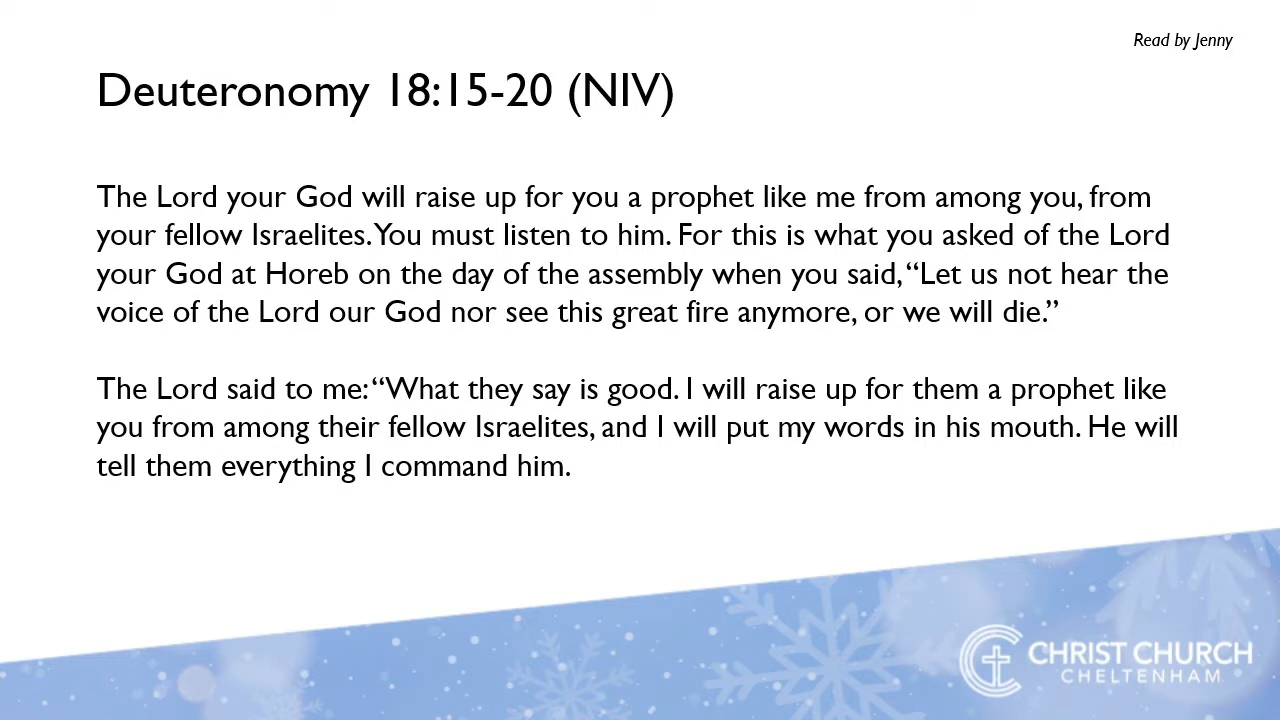 Read by Jenny
Deuteronomy 18:15-20 (NIV)
The Lord your God will raise up for you a prophet like me from among you, from
your fellow Israelites. You must listen to him. For this is what you asked of the Lord
your God at Horeb on the day of the assembly when you said, “Let us not hear the
voice of the Lord our God nor see this great fire anymore, or we will die.”
The Lord said to me: “What they say is good. I will raise up for them a prophet like
you from among their fellow Israelites, and I will put my words in his mouth. He will
tell them everything I command him.
CHRIST CHURCH
CHELTENHAM